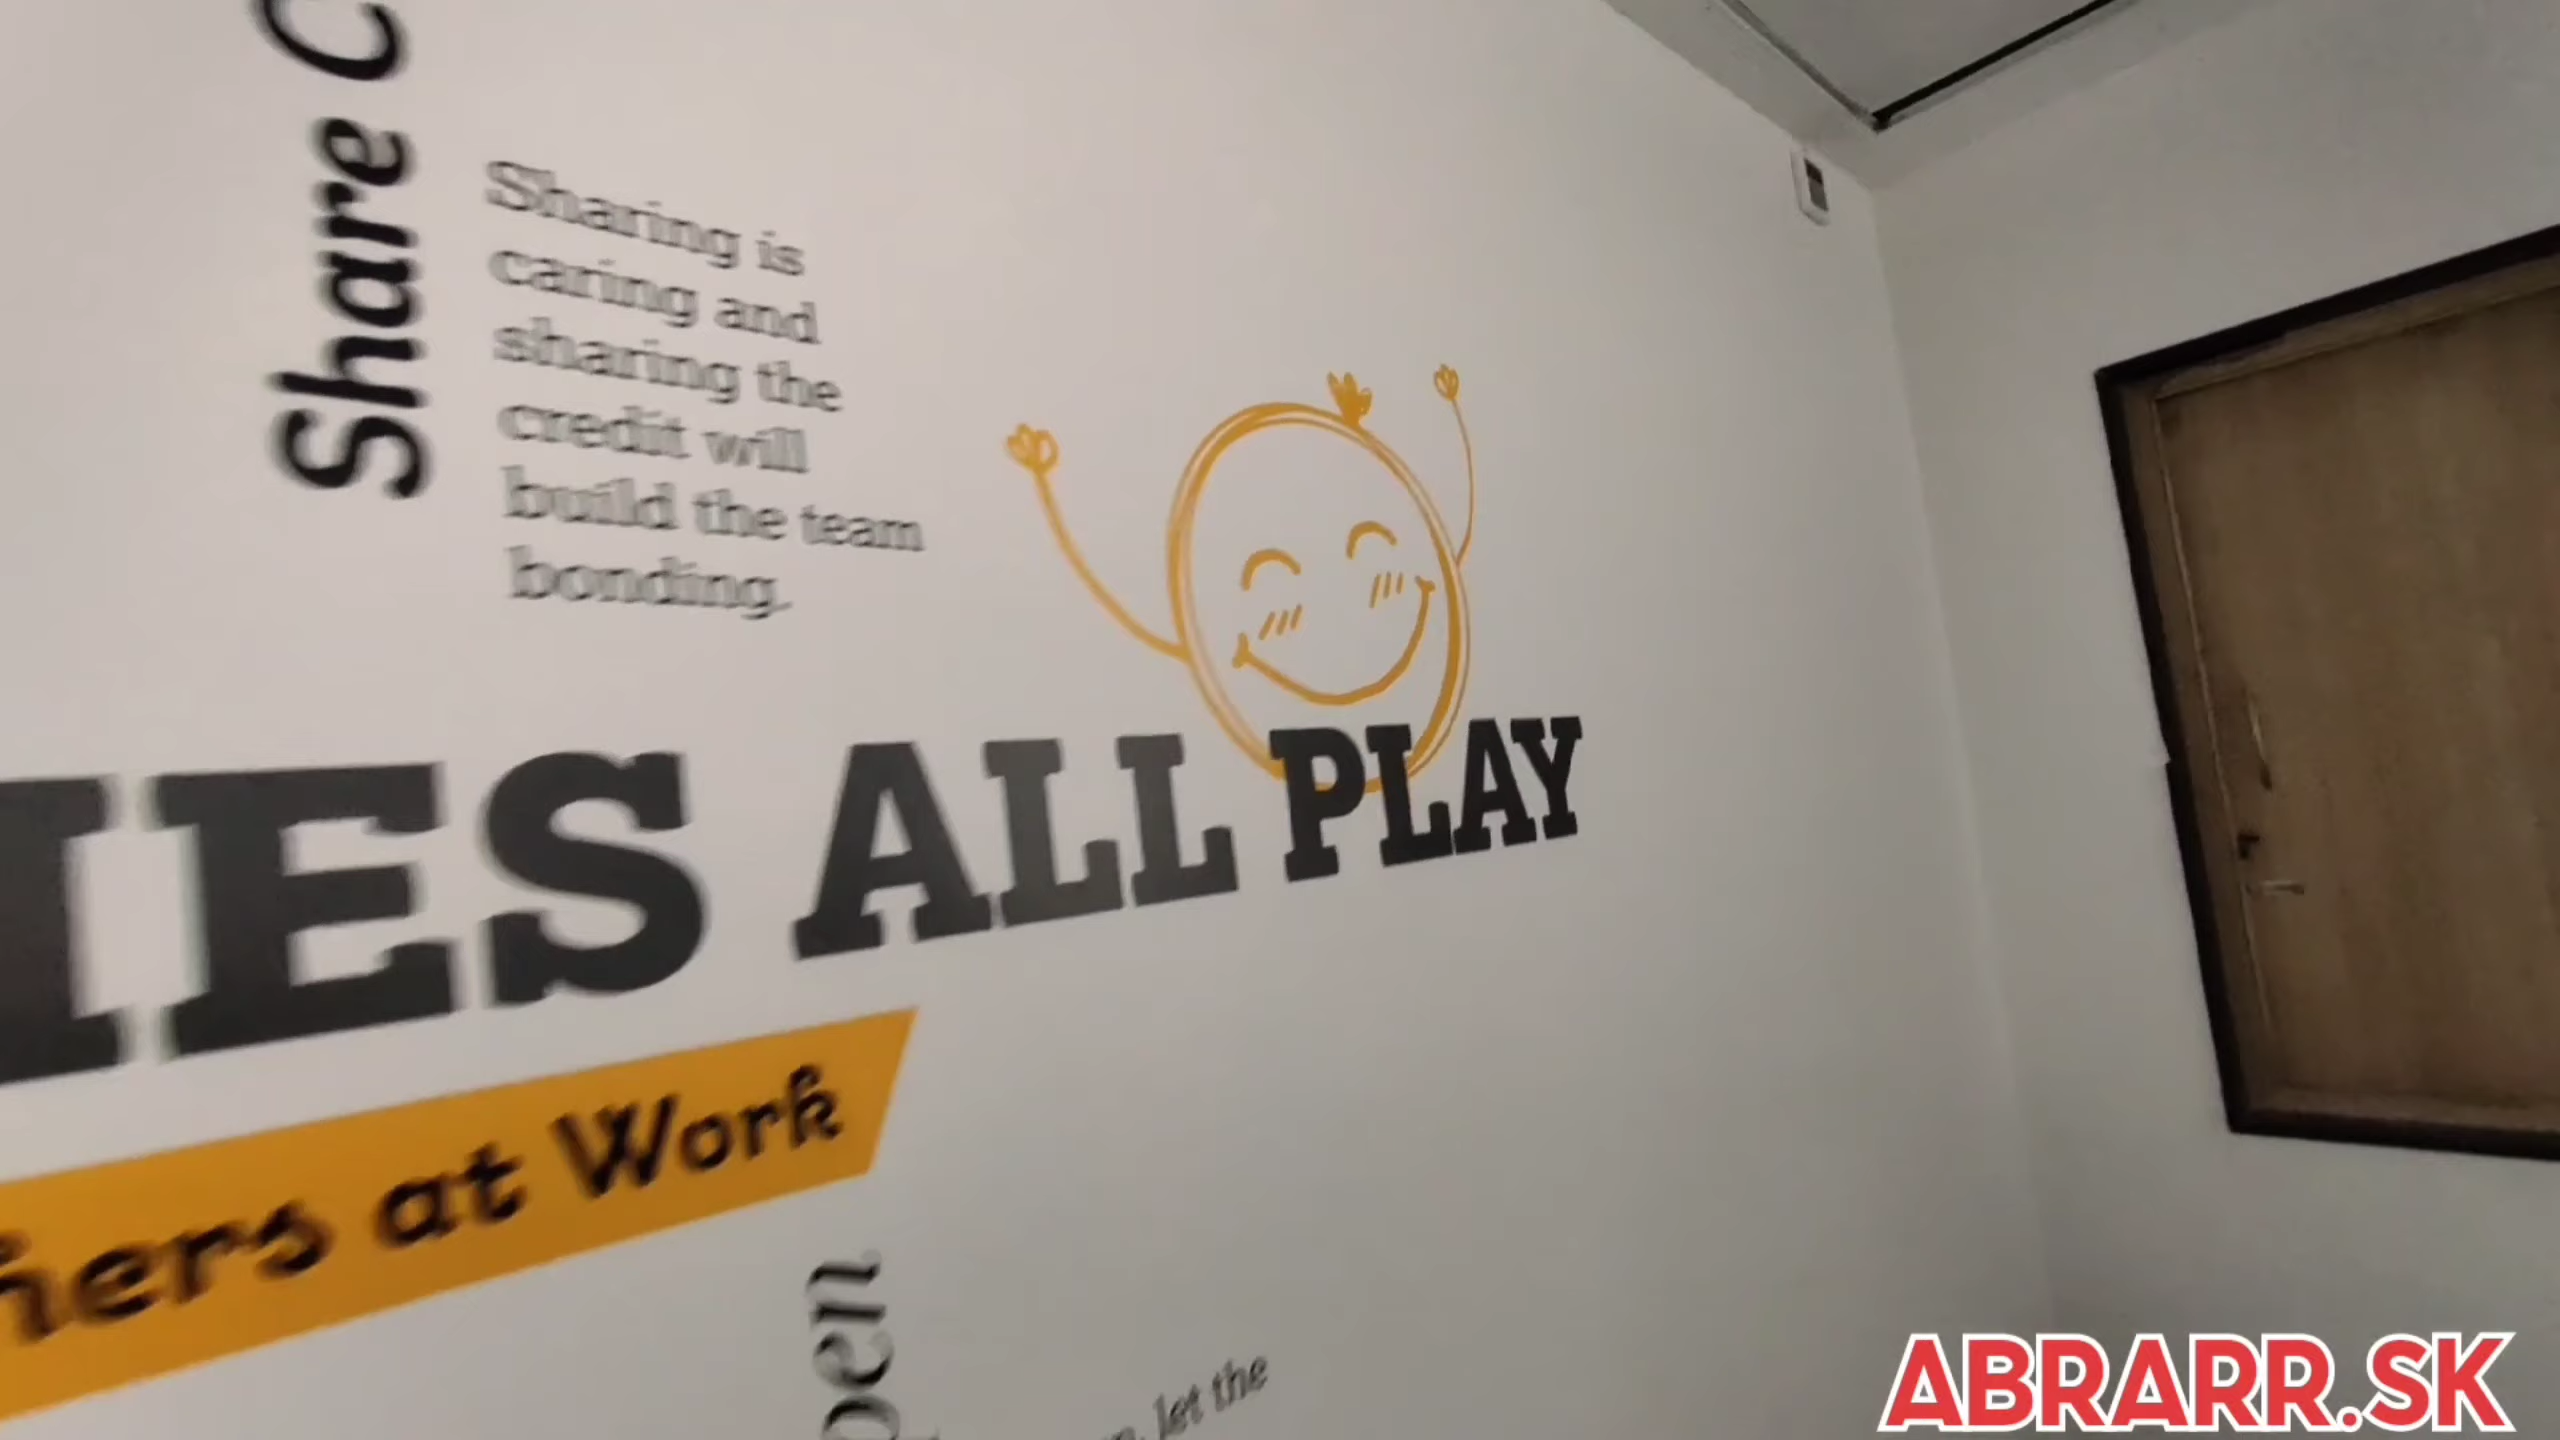 Share
Sharing is
caring and
sharing the
credit will
build the team
bonding.
IES ALL PLAY
hers at Work
pen
let the
ABRARR.SK